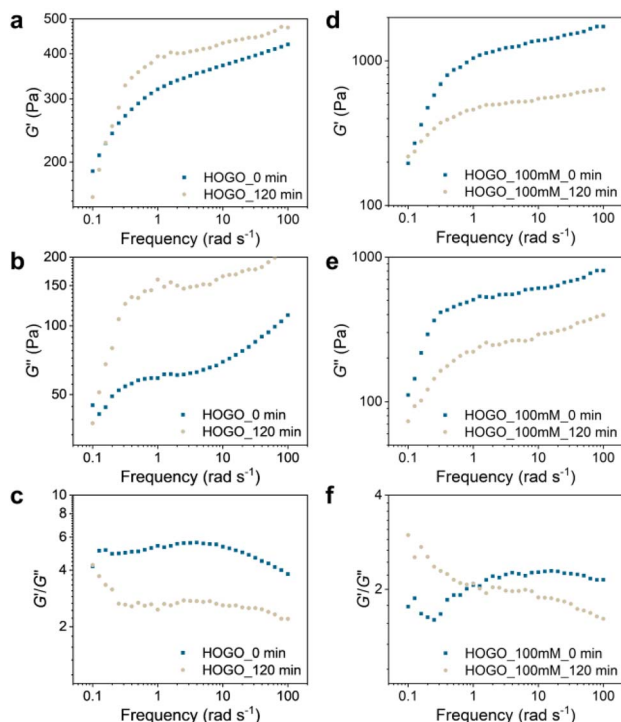 a
500
400
300
200
G' (Pa)
HOGO_0 min
HOGO_120 min
0.1 1 10 100
Frequency (rad s⁻¹)
b
200
150
100
50
G'' (Pa)
HOGO_0 min
HOGO_120 min
0.1 1 10 100
Frequency (rad s⁻¹)
c
10
8
6
4
2
G'/G''
HOGO_0 min
HOGO_120 min
0.1 1 10 100
Frequency (rad s⁻¹)
d
1000
100
G' (Pa)
HOGO_100mM_0 min
HOGO_100mM_120 min
0.1 1 10 100
Frequency (rad s⁻¹)
e
1000
100
G'' (Pa)
HOGO_100mM_0 min
HOGO_100mM_120 min
0.1 1 10 100
Frequency (rad s⁻¹)
f
4
2
G'/G''
HOGO_100mM_0 min
HOGO_100mM_120 min
0.1 1 10 100
Frequency (rad s⁻¹)